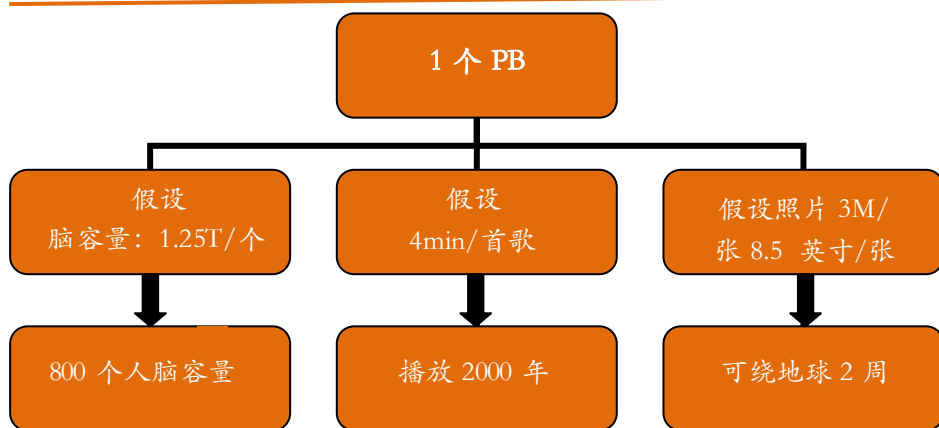 1 个 PB
假设
脑容量：1.25T/个
假设
4min/首歌
假设照片 3M/
张 8.5 英寸/张
800 个人脑容量
播放 2000 年
可绕地球 2 周